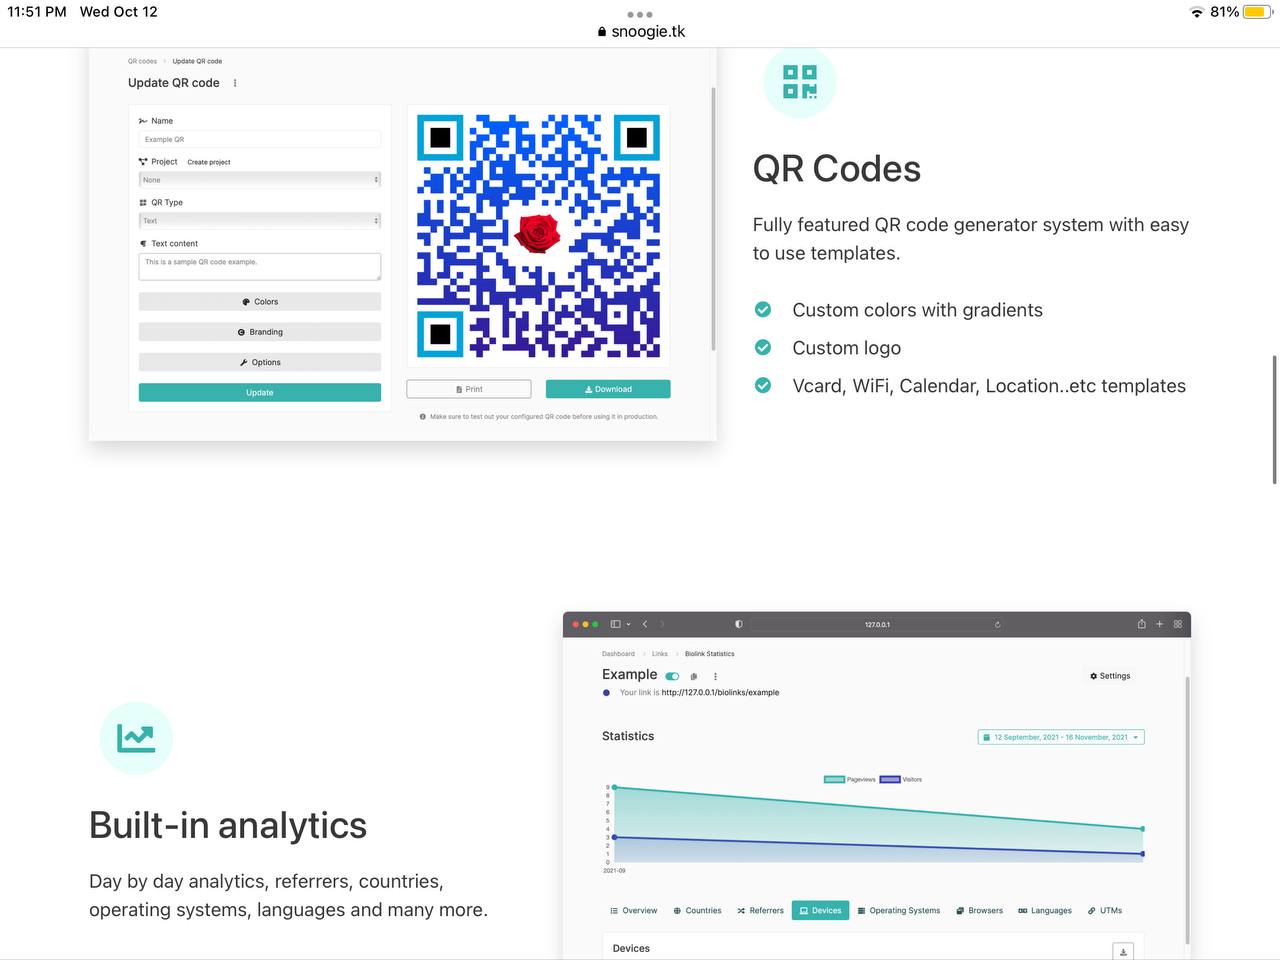 11:51 PM Wed Oct 12
81%
snoogie.tk
QR codes > Update QR code
Update QR code
Name
Example QR
Project Create project
None
QR Type
Text
Text content
This is a sample QR code example.
Colors
Branding
Options
Update
Print
Download
Make sure to test out your configured QR code before using it in production.
QR Codes
Fully featured QR code generator system with easy
to use templates.
Custom colors with gradients
Custom logo
Vcard, WiFi, Calendar, Location..etc templates
Built-in analytics
Day by day analytics, referrers, countries,
operating systems, languages and many more.
127.0.0.1
Dashboard > Links > Biolink Statistics
Example
Settings
Your link is http://127.0.0.1/biolinks/example
Statistics
12 September, 2021 - 16 November, 2021
Pageviews Visitors
9
8
7
6
5
4
3
2
1
0
2021-09
Overview Countries Referrers Devices Operating Systems Browsers Languages UTMs
Devices